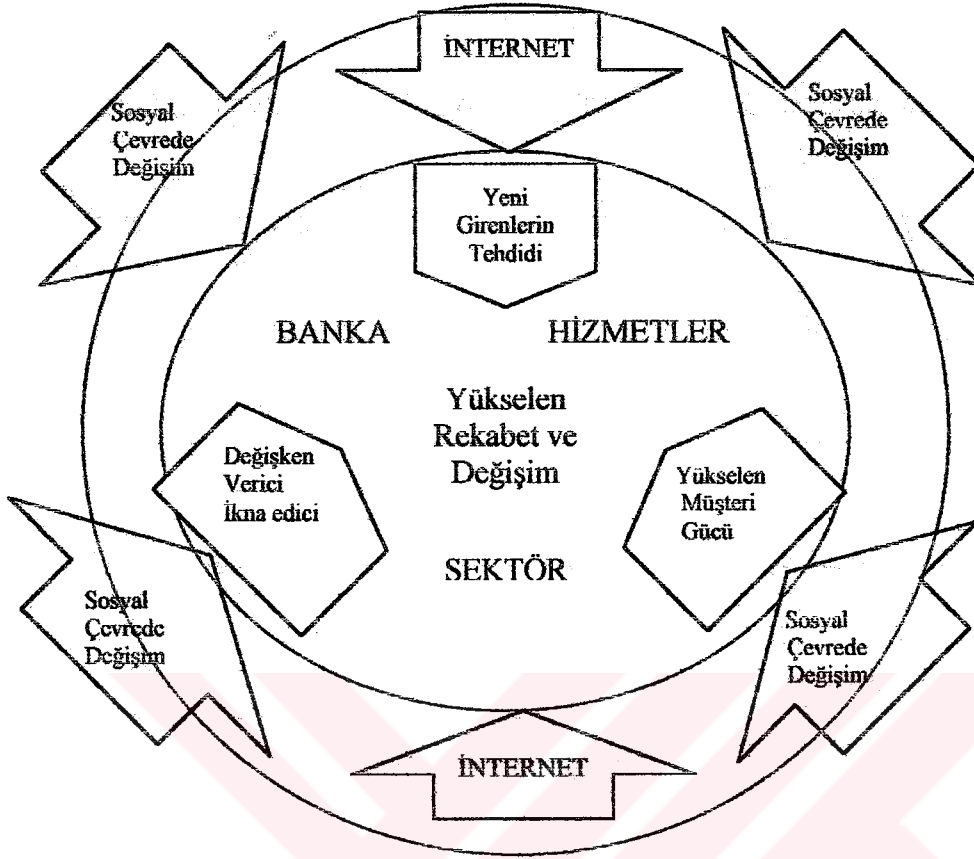 İNTERNET
Sosyal
Çevrede
Değişim
Sosyal
Çevrede
Değişim
Yeni
Girenlerin
Tehdidi
BANKA HİZMETLER
Yükselen
Rekabet ve
Değişim
Değişken
Verici
İkna edici
Yükselen
Müşteri
Gücü
SEKTÖR
Sosyal
Çevrede
Değişim
Sosyal
Çevrede
Değişim
İNTERNET